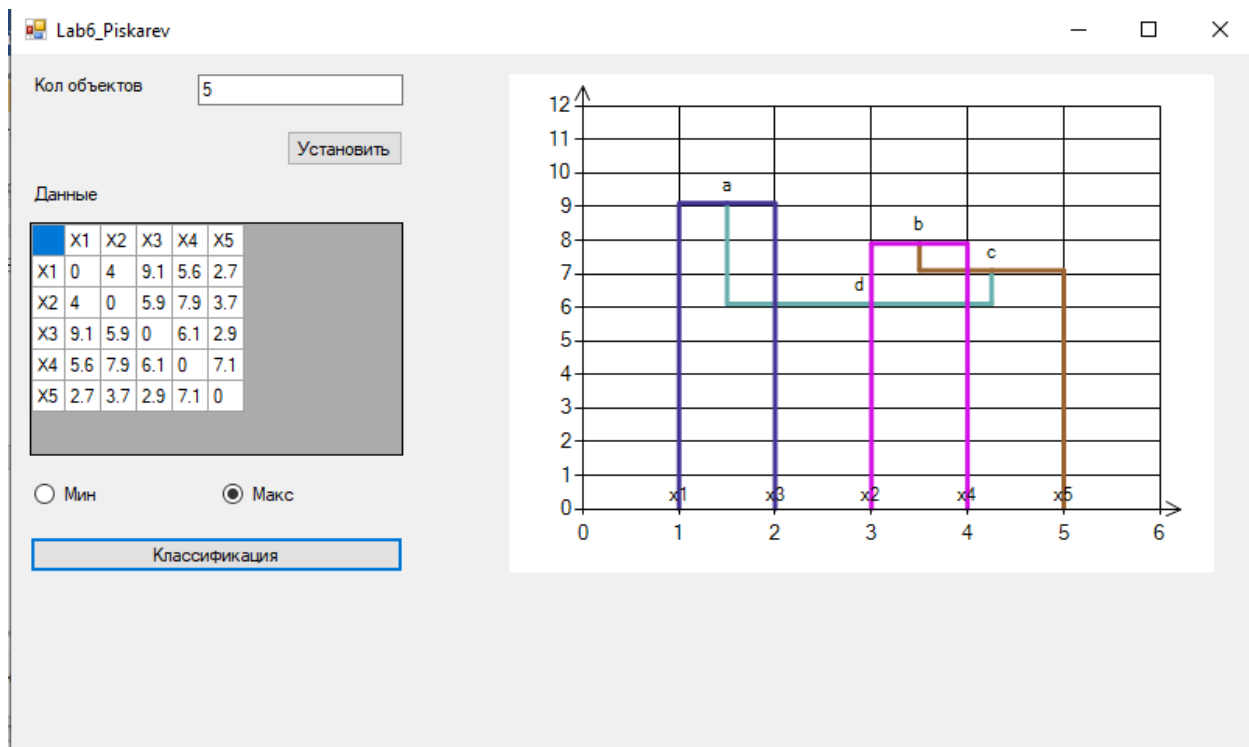 Lab6_Piskarev
Кол объектов 5
Установить
Данные
X1 X2 X3 X4 X5
X1 0 4 9.1 5.6 2.7
X2 4 0 5.9 7.9 3.7
X3 9.1 5.9 0 6.1 2.9
X4 5.6 7.9 6.1 0 7.1
X5 2.7 3.7 2.9 7.1 0
Мин Макс
Классификация
12
11
10
9
8
7
6
5
4
3
2
1
0
a
b
c
d
x1 x3 x2 x4 x5
0 1 2 3 4 5 6